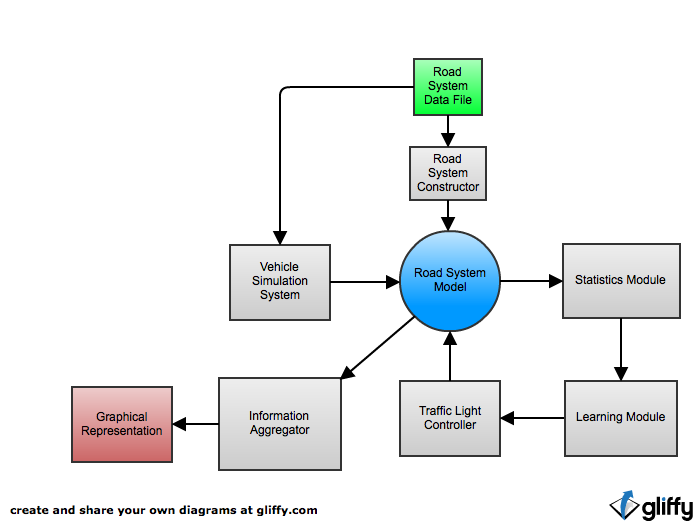 Road
System
Data File
Road
System
Constructor
Vehicle
Simulation
System
Road System
Model
Statistics Module
Graphical
Representation
Information
Aggregator
Traffic Light
Controller
Learning Module
create and share your own diagrams at gliffy.com
gliffy